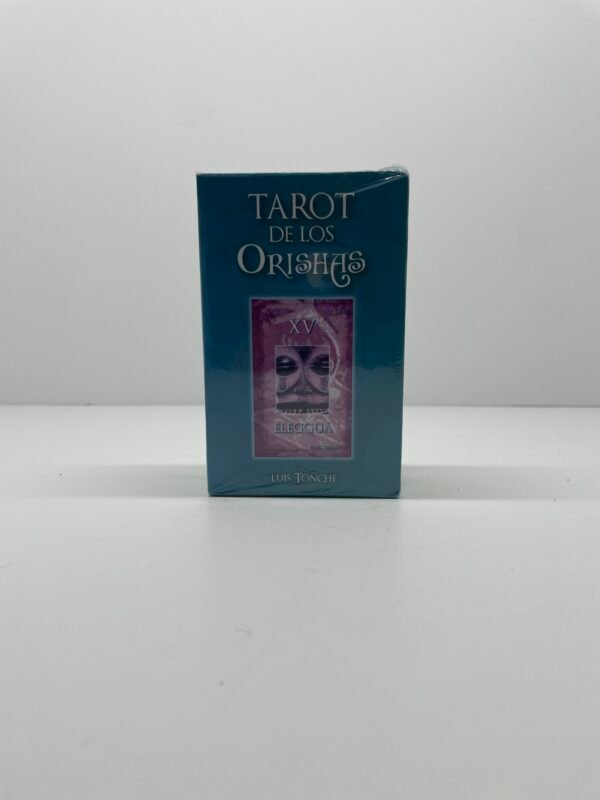 TAROT
DE LOS
ORISHAS
XV
ELEGGUA
LUIS TONCHE